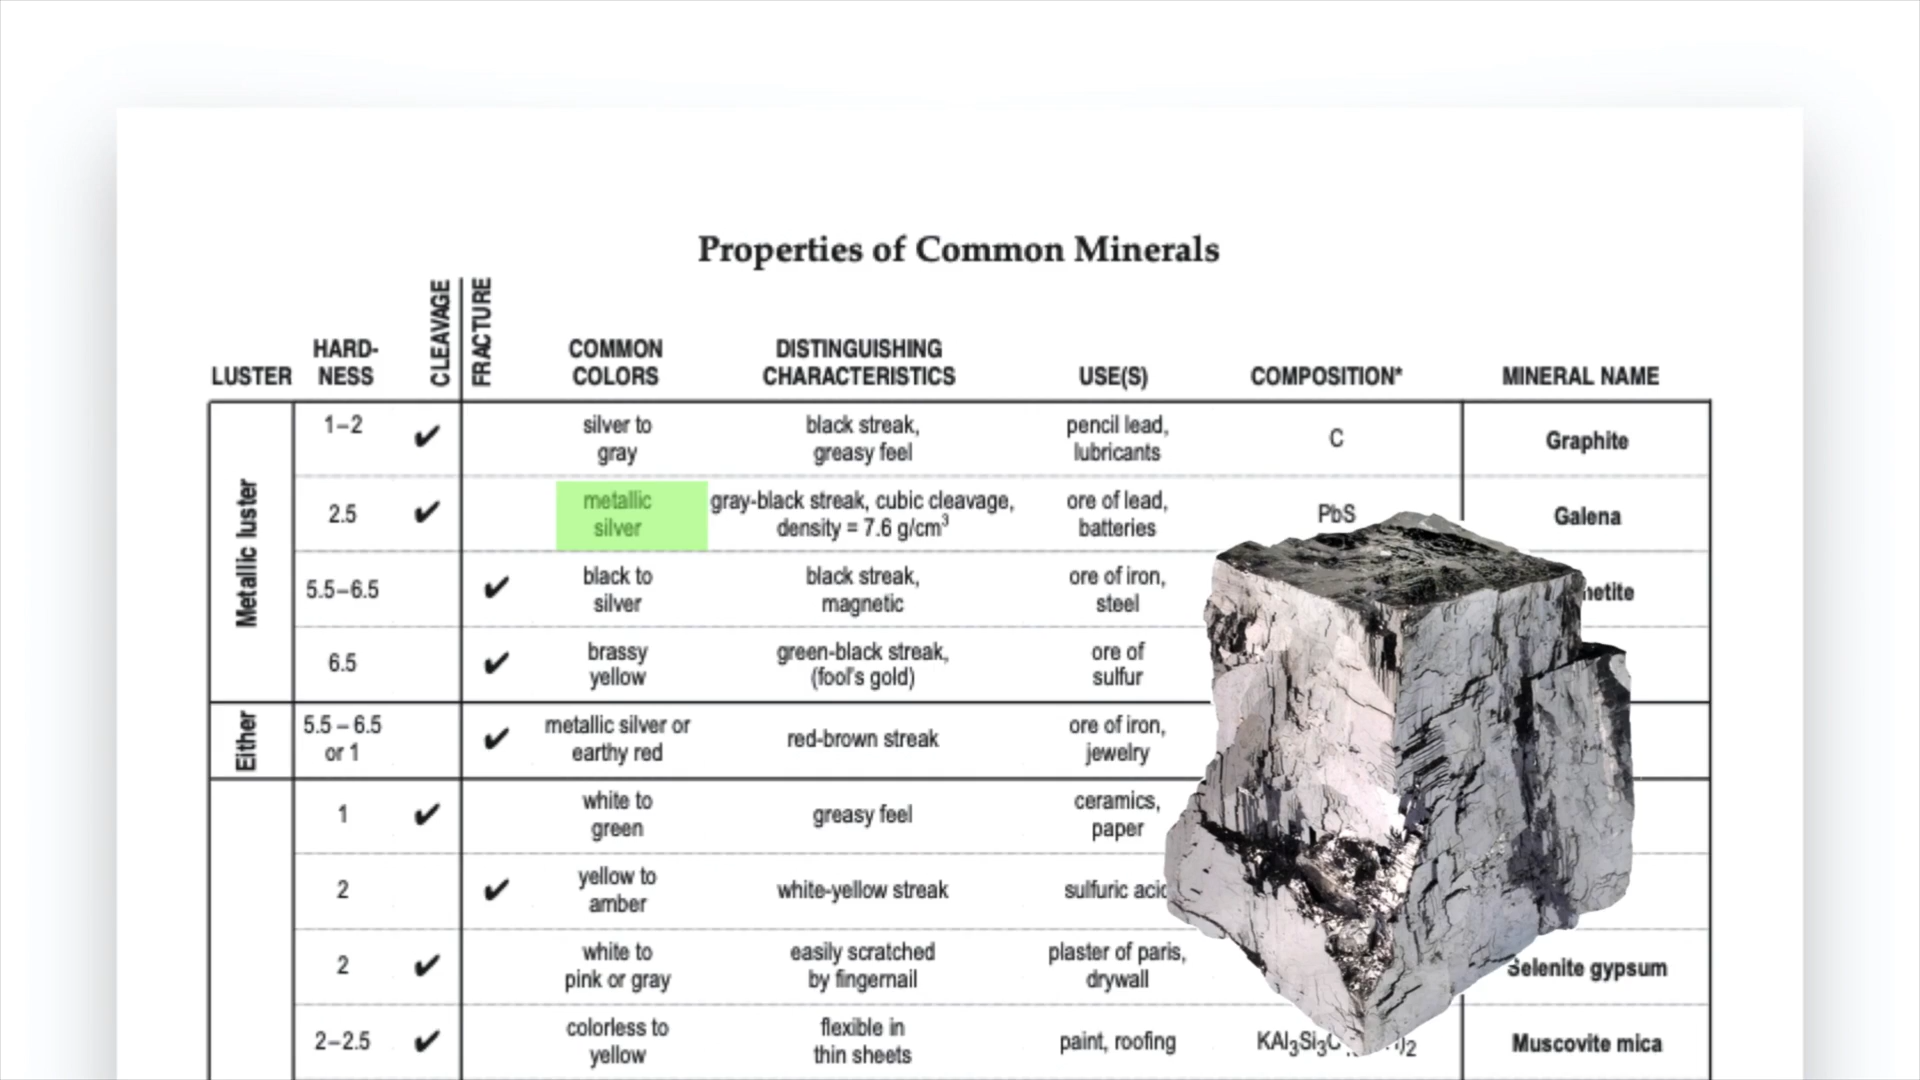 Properties of Common Minerals
LUSTER HARD-
NESS CLEAVAGE FRACTURE COMMON
COLORS DISTINGUISHING
CHARACTERISTICS USE(S) COMPOSITION* MINERAL NAME
Metallic luster
1–2 ✔ silver to
gray black streak,
greasy feel pencil lead,
lubricants C Graphite
2.5 ✔ metallic
silver gray-black streak, cubic cleavage,
density = 7.6 g/cm³ ore of lead,
batteries PbS Galena
5.5–6.5 ✔ black to
silver black streak,
magnetic ore of iron,
steel
6.5 ✔ brassy
yellow green-black streak,
(fool's gold) ore of
sulfur
Either
5.5 – 6.5
or 1 ✔ metallic silver or
earthy red red-brown streak ore of iron,
jewelry
1 ✔ white to
green greasy feel ceramics,
paper
2 ✔ yellow to
amber white-yellow streak sulfuric acid
2 ✔ white to
pink or gray easily scratched
by fingernail plaster of paris,
drywall Selenite gypsum
2–2.5 ✔ colorless to
yellow flexible in
thin sheets paint, roofing Muscovite mica